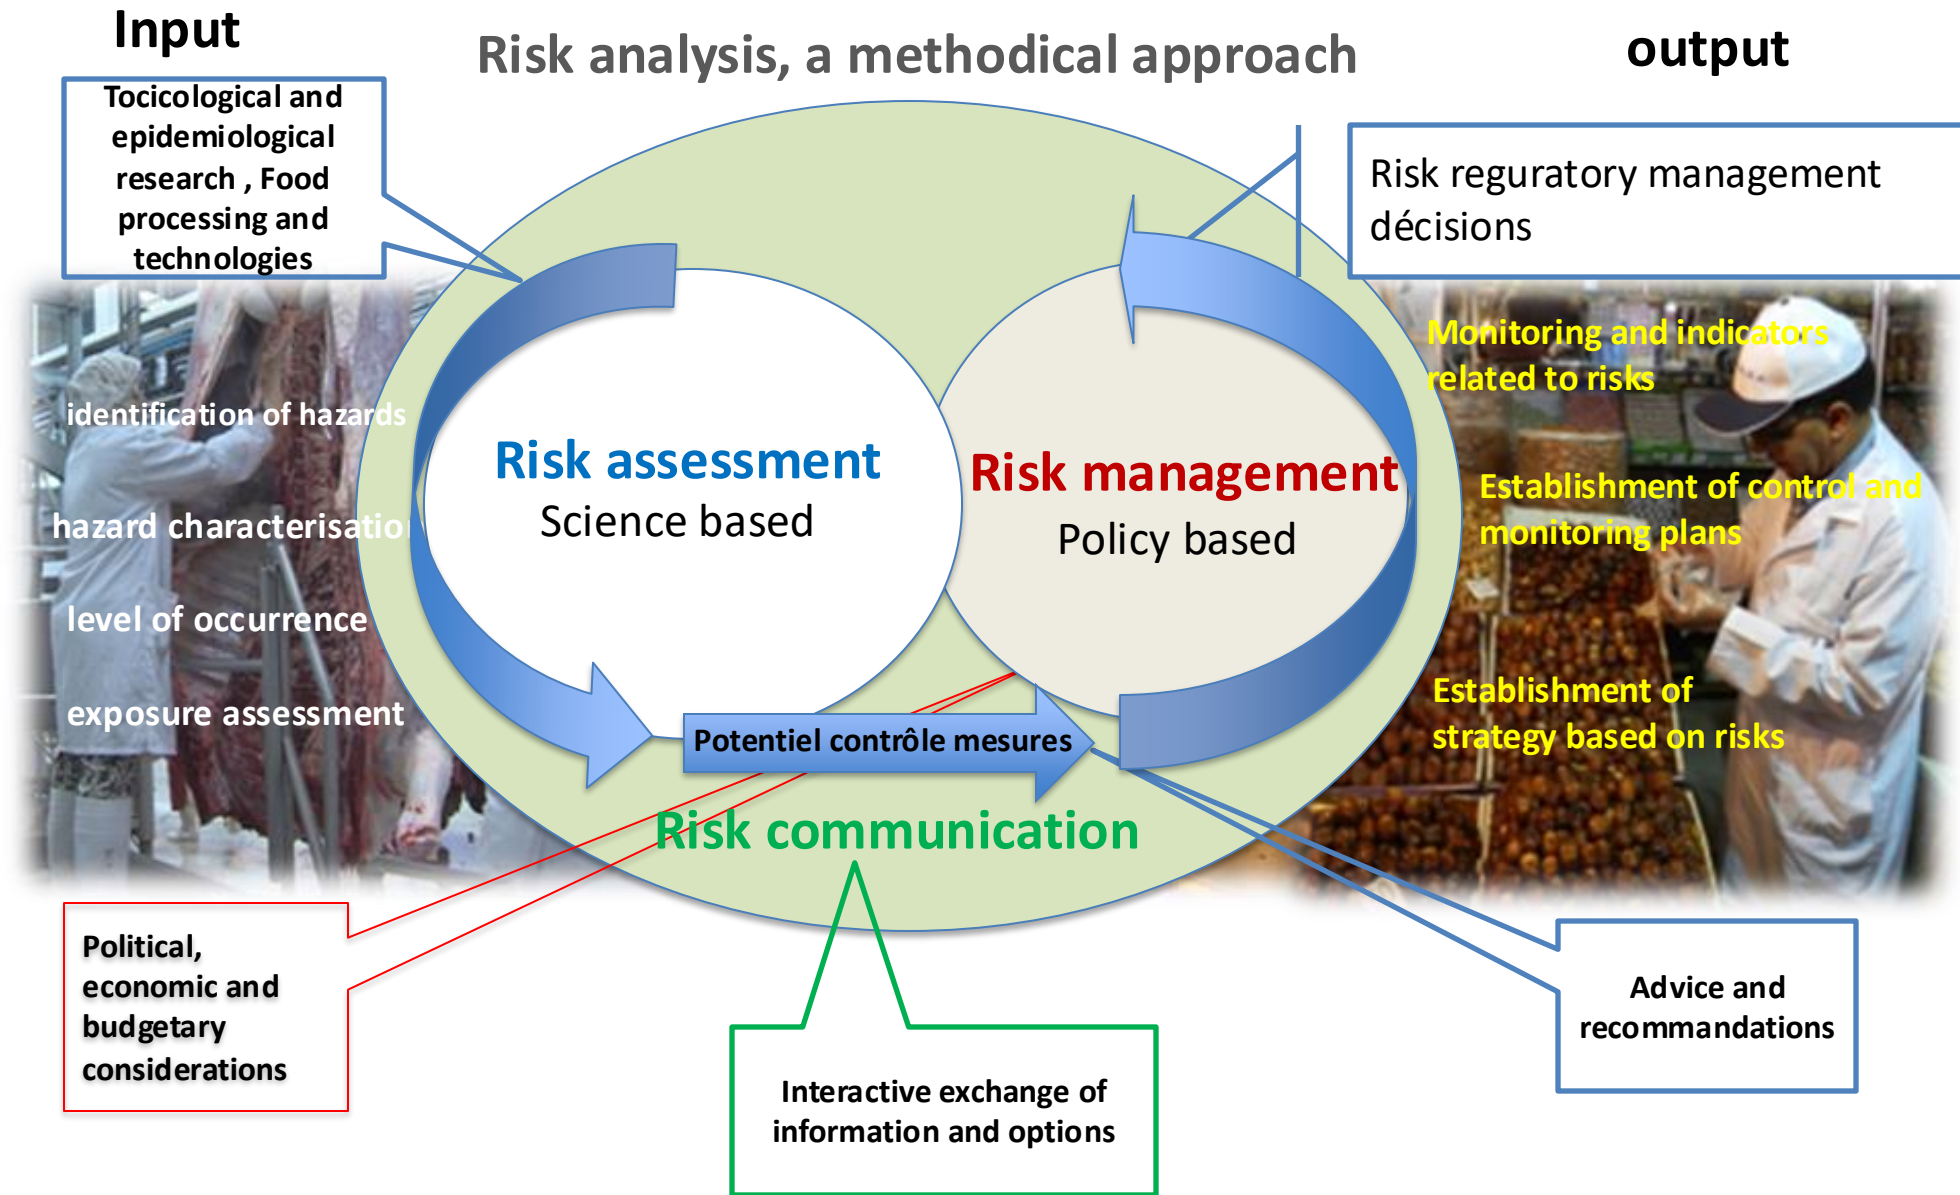 Input
Risk analysis, a methodical approach
output
Tocicological and
epidemiological
research , Food
processing and
technologies
Risk reguratory management
décisions
identification of hazards
hazard characterisation
level of occurrence
exposure assessment
Risk assessment
Science based
Risk management
Policy based
Monitoring and indicators
related to risks
Establishment of control and
monitoring plans
Establishment of
strategy based on risks
Potentiel contrôle mesures
Risk communication
Political,
economic and
budgetary
considerations
Interactive exchange of
information and options
Advice and
recommandations